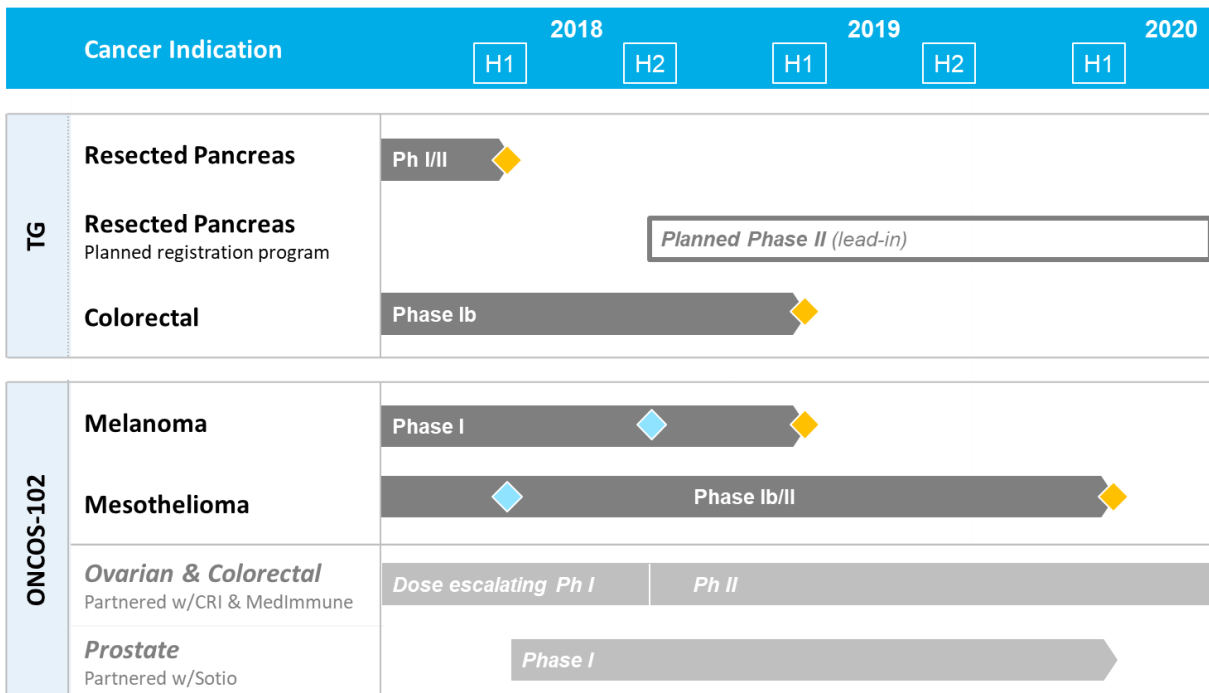 2018 2019 2020
Cancer Indication
H1 H2 H1 H2 H1
TG
Resected Pancreas
Ph I/II
Resected Pancreas
Planned registration program
Planned Phase II (lead-in)
Colorectal
Phase Ib
ONCOS-102
Melanoma
Phase I
Mesothelioma
Phase Ib/II
Ovarian & Colorectal
Partnered w/CRI & MedImmune
Dose escalating Ph I
Ph II
Prostate
Partnered w/Sotio
Phase I